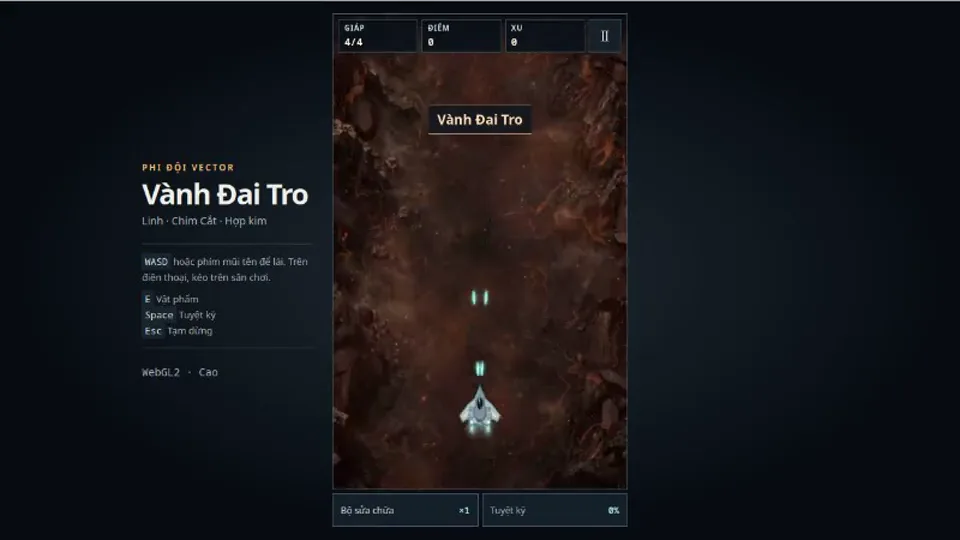 PHI ĐỘI VECTOR
Vành Đai Tro
Linh · Chim Cắt · Hợp kim
WASD hoặc phím mũi tên để lái. Trên
điện thoại, kéo trên sân chơi.
E Vật phẩm
Space Tuyệt kỹ
Esc Tạm dừng
WebGL2 · Cao
GIÁP
4/4
ĐIỂM
0
XU
0
Vành Đai Tro
Bộ sửa chữa ×1
Tuyệt kỹ 0%